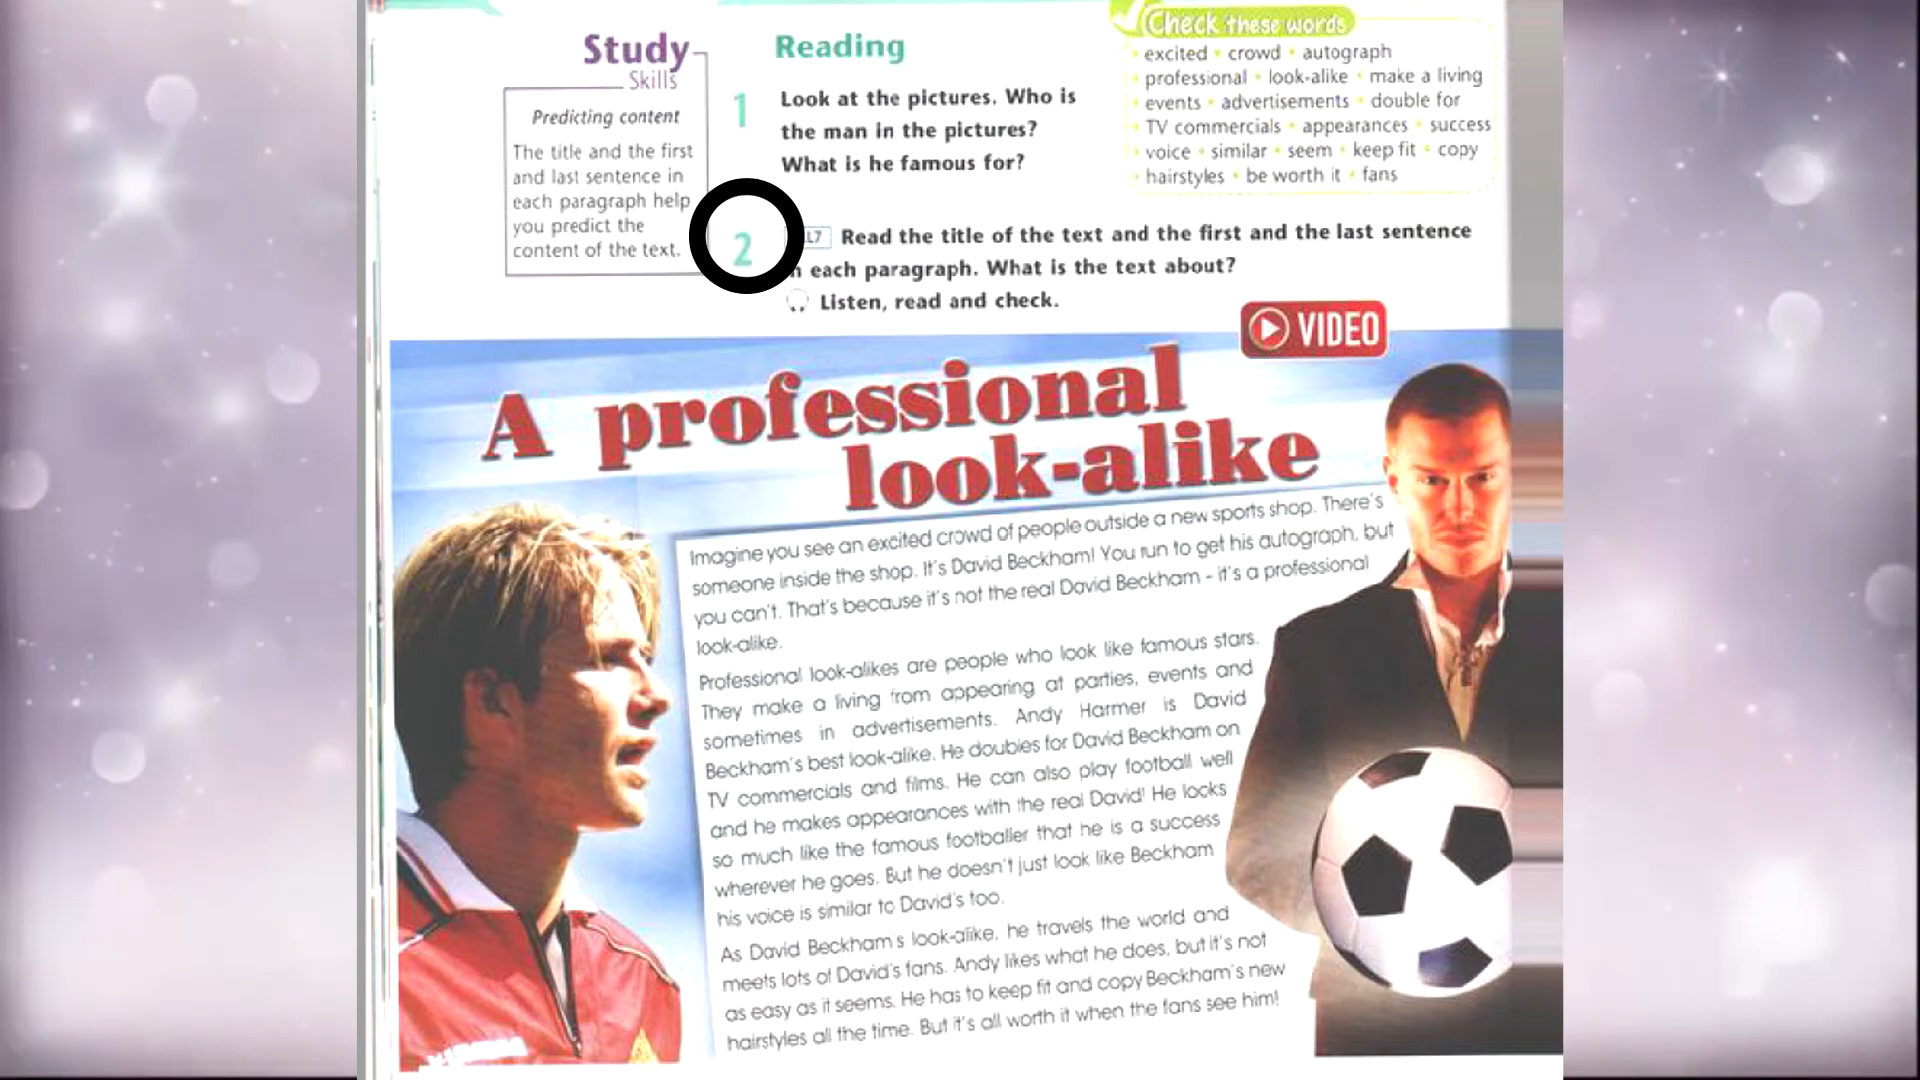 Study
Skills
Predicting content
The title and the first
and last sentence in
each paragraph help
you predict the
content of the text.
Reading
1 Look at the pictures. Who is
the man in the pictures?
What is he famous for?
Check these words
• excited • crowd • autograph
• professional • look-alike • make a living
• events • advertisements • double for
• TV commercials • appearances • success
• voice • similar • seem • keep fit • copy
• hairstyles • be worth it • fans
2 Read the title of the text and the first and the last sentence
each paragraph. What is the text about?
Listen, read and check.
VIDEO
A professional
look-alike
Imagine you see an excited crowd of people outside a new sports shop. There's
someone inside the shop. It's David Beckham! You run to get his autograph, but
you can't. That's because it's not the real David Beckham - it's a professional
look-alike.
Professional look-alikes are people who look like famous stars.
They make a living from appearing at parties, events and
sometimes in advertisements. Andy Harmer is David
Beckham's best look-alike. He doubles for David Beckham on
TV commercials and films. He can also play football well
and he makes appearances with the real David! He looks
so much like the famous footballer that he is a success
wherever he goes. But he doesn't just look like Beckham
his voice is similar to David's too.
As David Beckham's look-alike, he travels the world and
meets lots of David's fans. Andy likes what he does, but it's not
as easy as it seems. He has to keep fit and copy Beckham's new
hairstyles all the time. But it's all worth it when the fans see him!